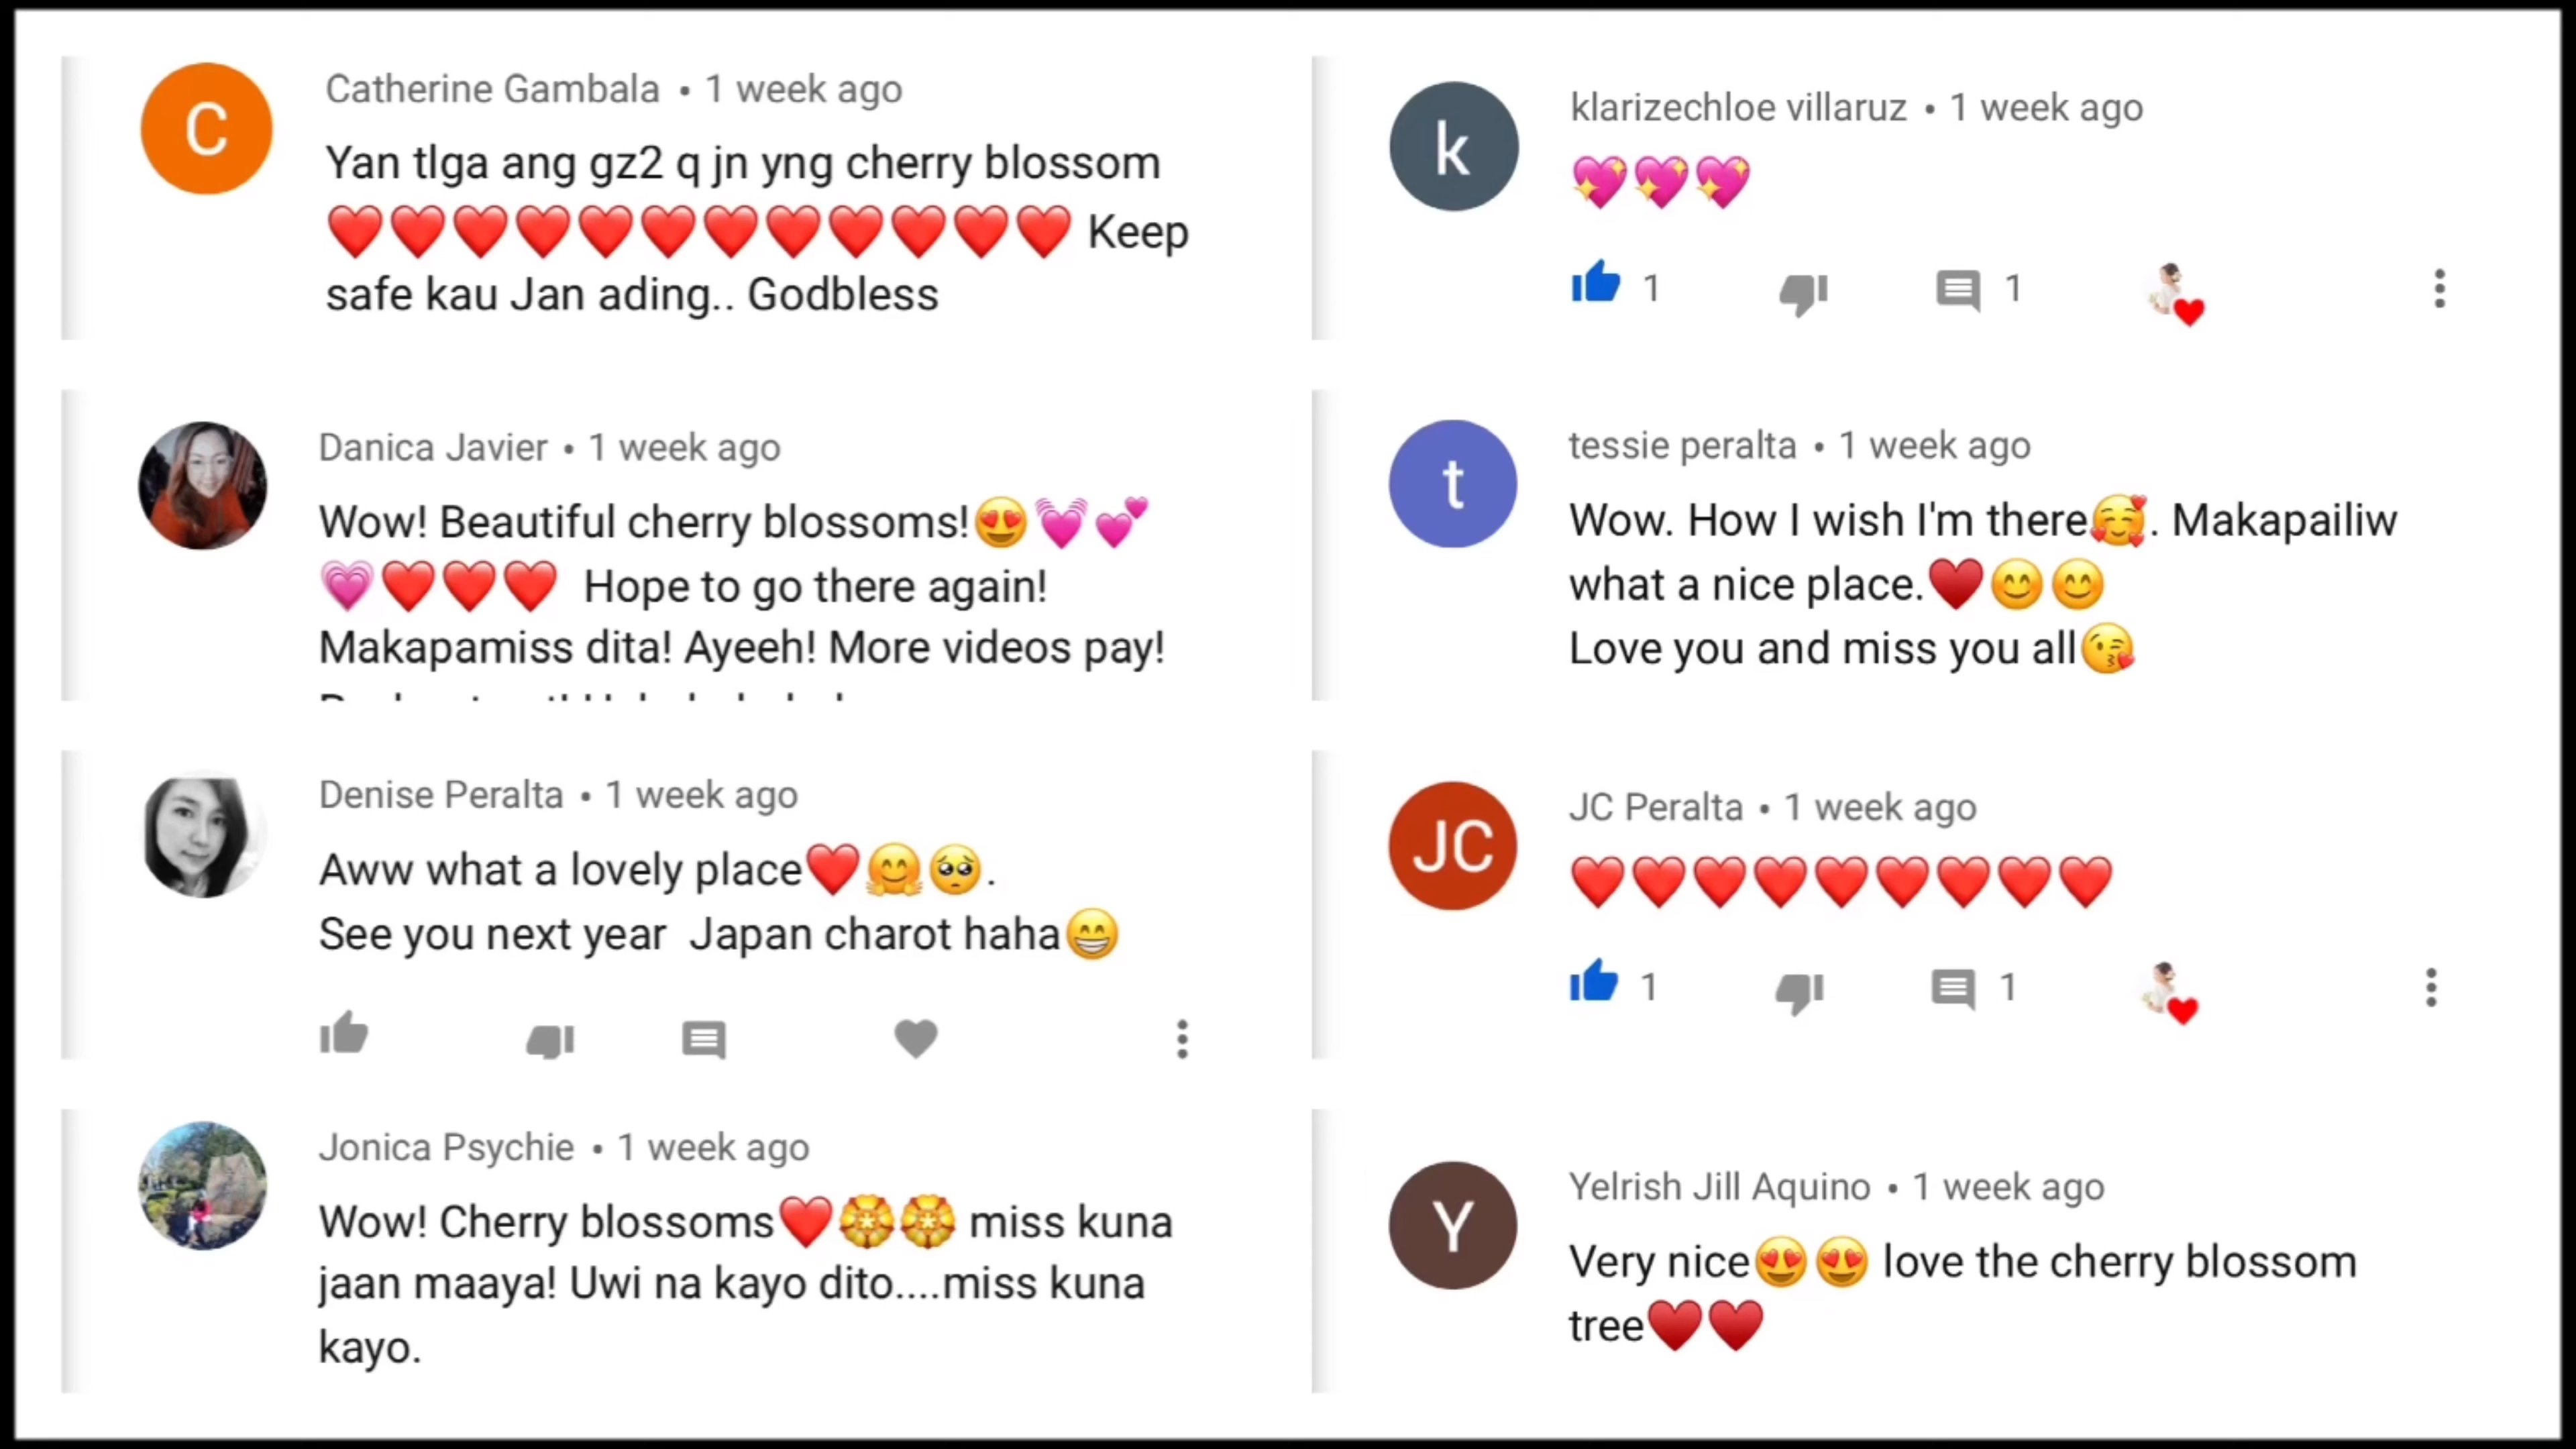 Catherine Gambala • 1 week ago
Yan tlga ang gz2 q jn yng cherry blossom
❤️❤️❤️❤️❤️❤️❤️❤️❤️❤️❤️❤️ Keep
safe kau Jan ading.. Godbless
Danica Javier • 1 week ago
Wow! Beautiful cherry blossoms!😍💓💕
💗❤️❤️❤️ Hope to go there again!
Makapamiss dita! Ayeeh! More videos pay!
Denise Peralta • 1 week ago
Aww what a lovely place❤️🤗🥺.
See you next year Japan charot haha😁
Jonica Psychie • 1 week ago
Wow! Cherry blossoms❤️🏵️🏵️ miss kuna
jaan maaya! Uwi na kayo dito....miss kuna
kayo.
klarizechloe villaruz • 1 week ago
💖💖💖
1 1
tessie peralta • 1 week ago
Wow. How I wish I'm there🥰. Makapailiw
what a nice place.♥️😊😊
Love you and miss you all😘
JC Peralta • 1 week ago
❤️❤️❤️❤️❤️❤️❤️❤️❤️
1 1
Yelrish Jill Aquino • 1 week ago
Very nice😍😍 love the cherry blossom
tree♥️♥️
C
k
t
JC
Y